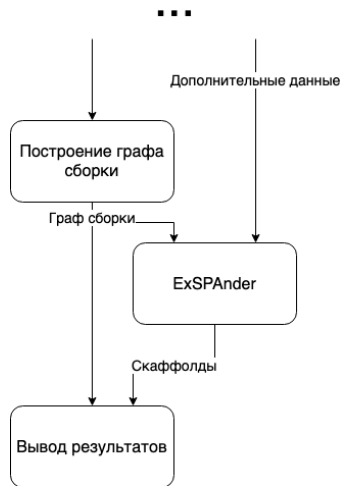 ...
Дополнительные данные
Построение графа
сборки
Граф сборки
ExSPAnder
Скаффолды
Вывод результатов